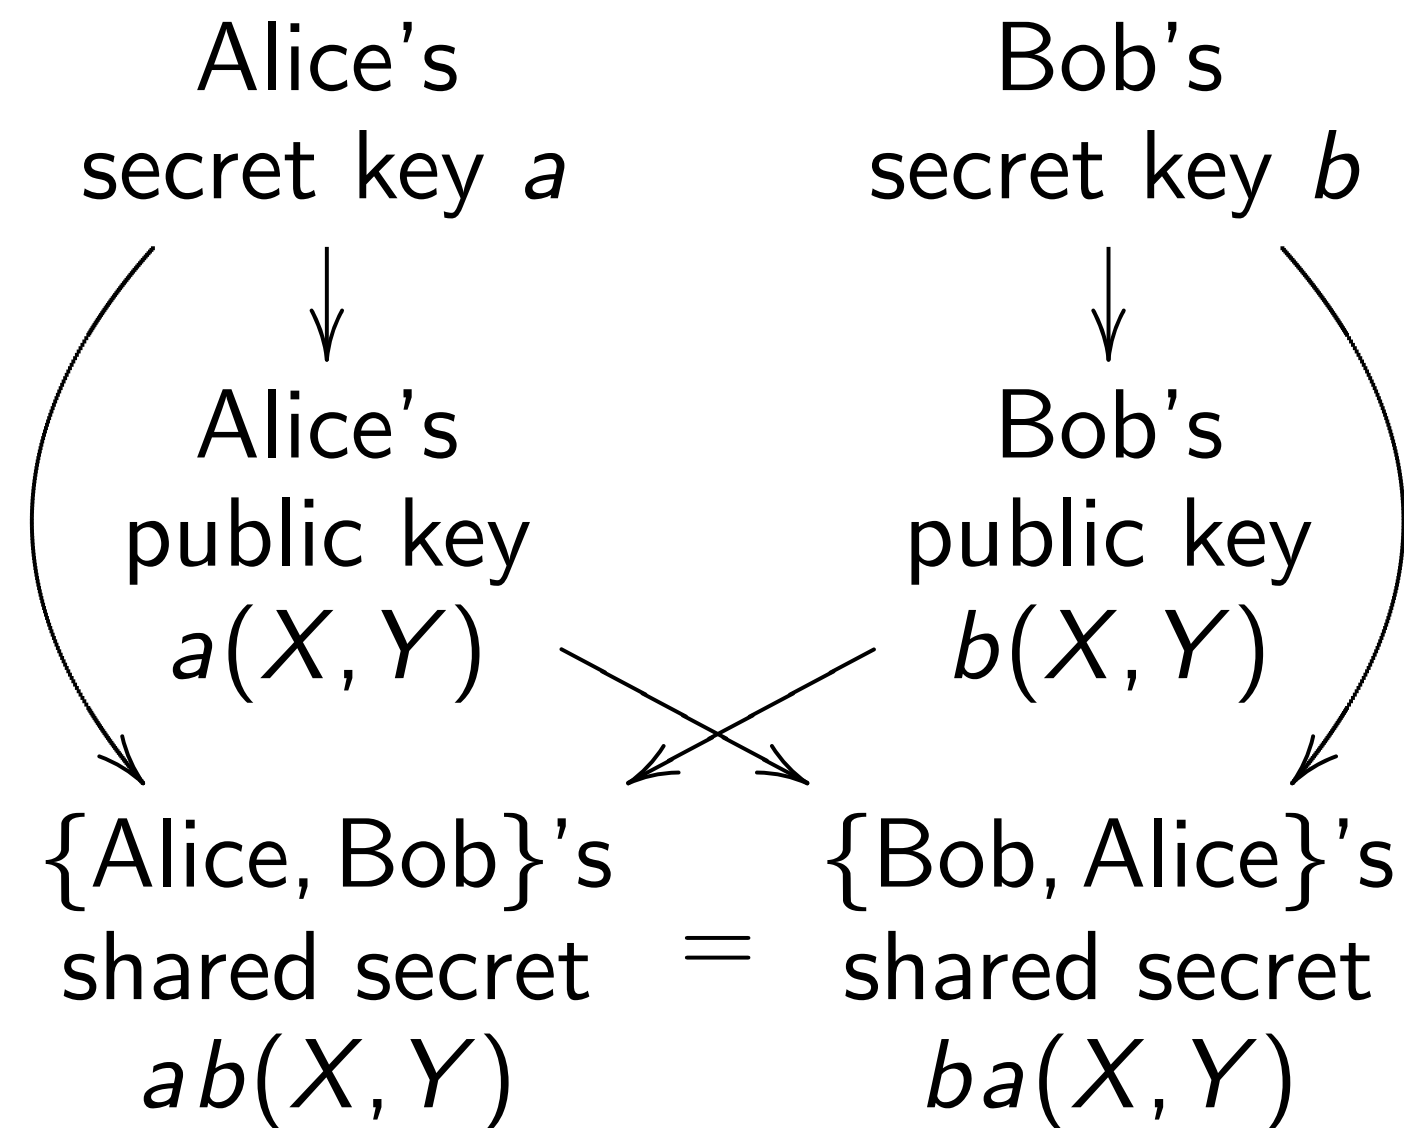 Alice's
secret key a
Bob's
secret key b
Alice's
public key
a(X, Y)
Bob's
public key
b(X, Y)
{Alice, Bob}'s
shared secret
ab(X, Y)
=
{Bob, Alice}'s
shared secret
ba(X, Y)